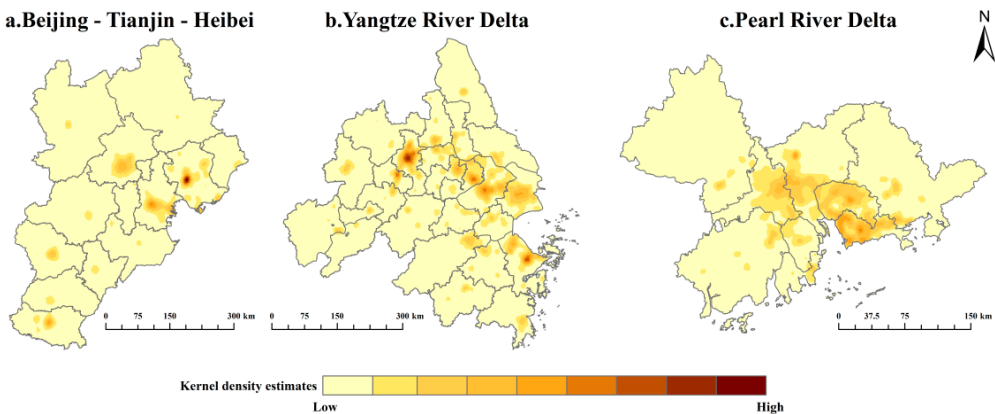 a.Beijing - Tianjin - Heibei
b.Yangtze River Delta
c.Pearl River Delta
N
0 75 150 300 km
0 75 150 300 km
0 37.5 75 150 km
Kernel density estimates
Low
High